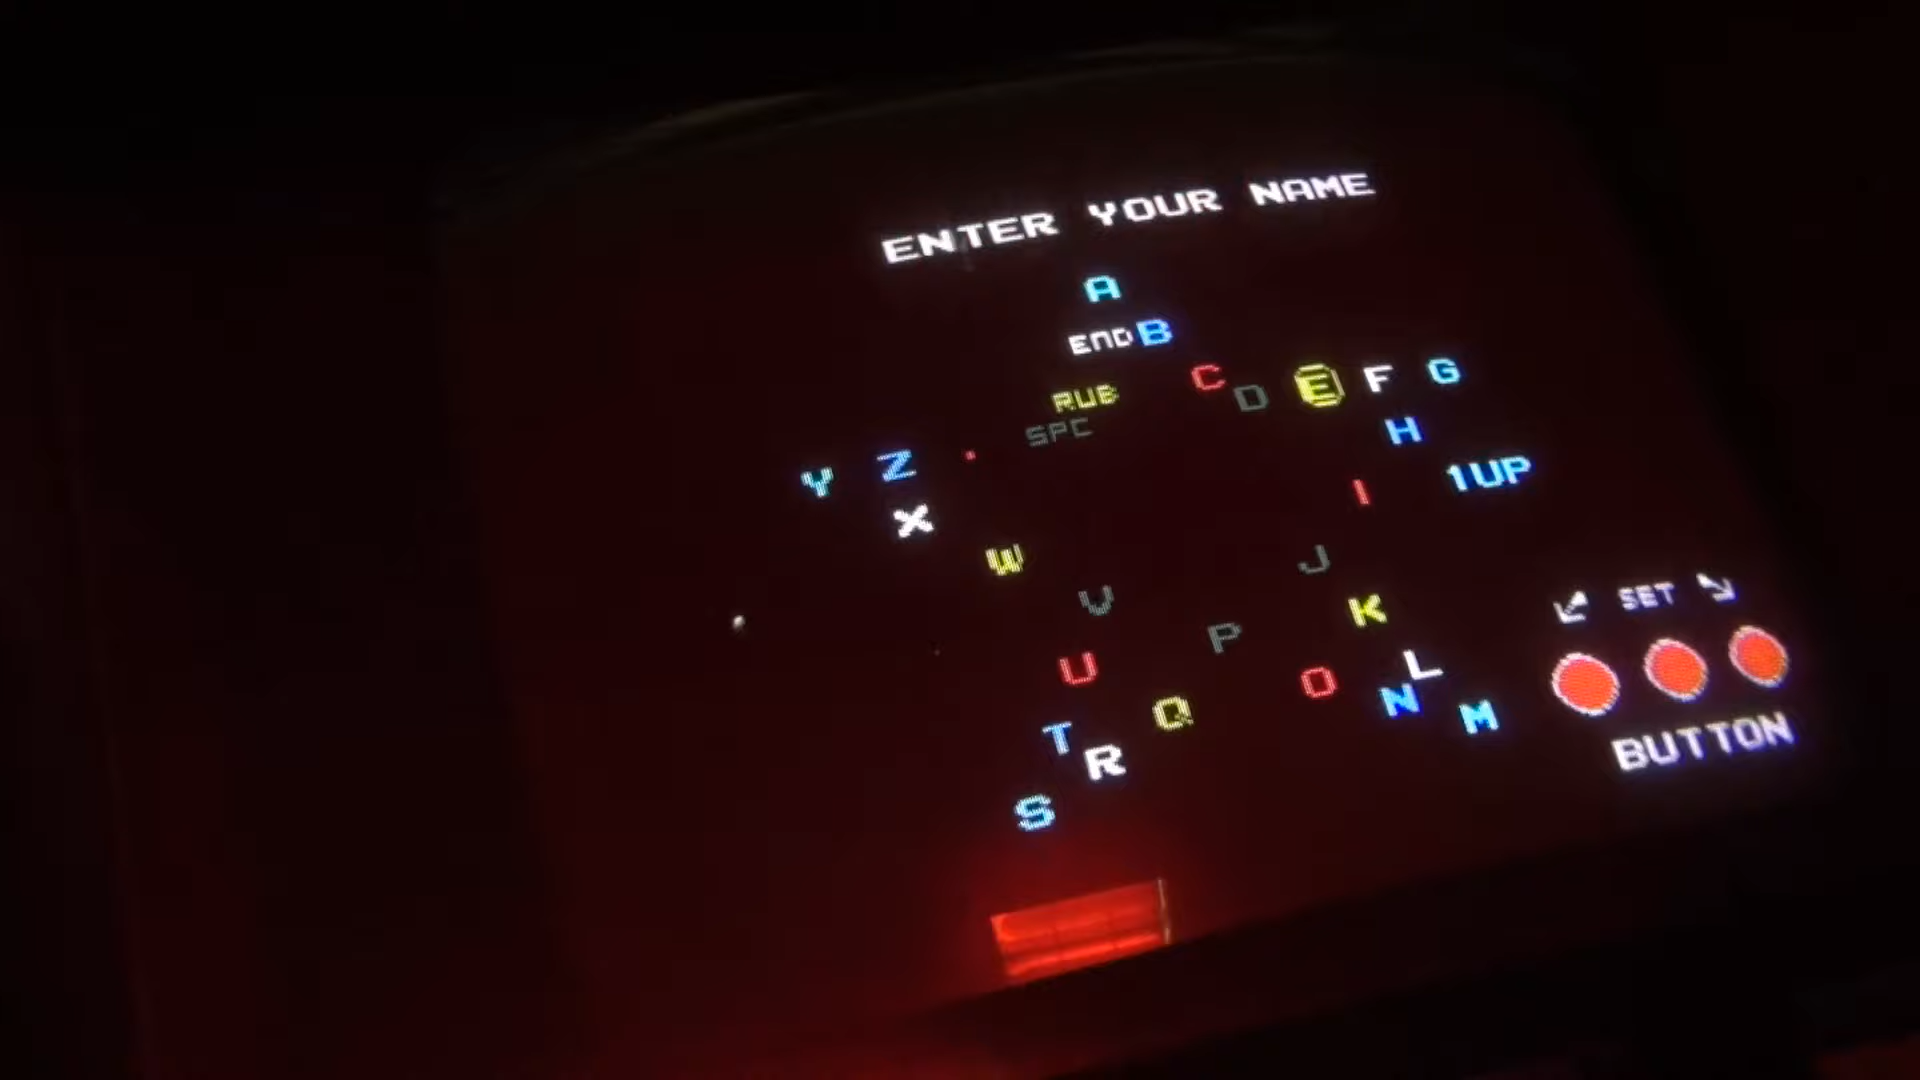 ENTER YOUR NAME
A
END B
RUB C D E F G
SPC H
Y Z . 1UP
X I
W J
V K SET
U P O L
T Q N M
R BUTTON
S